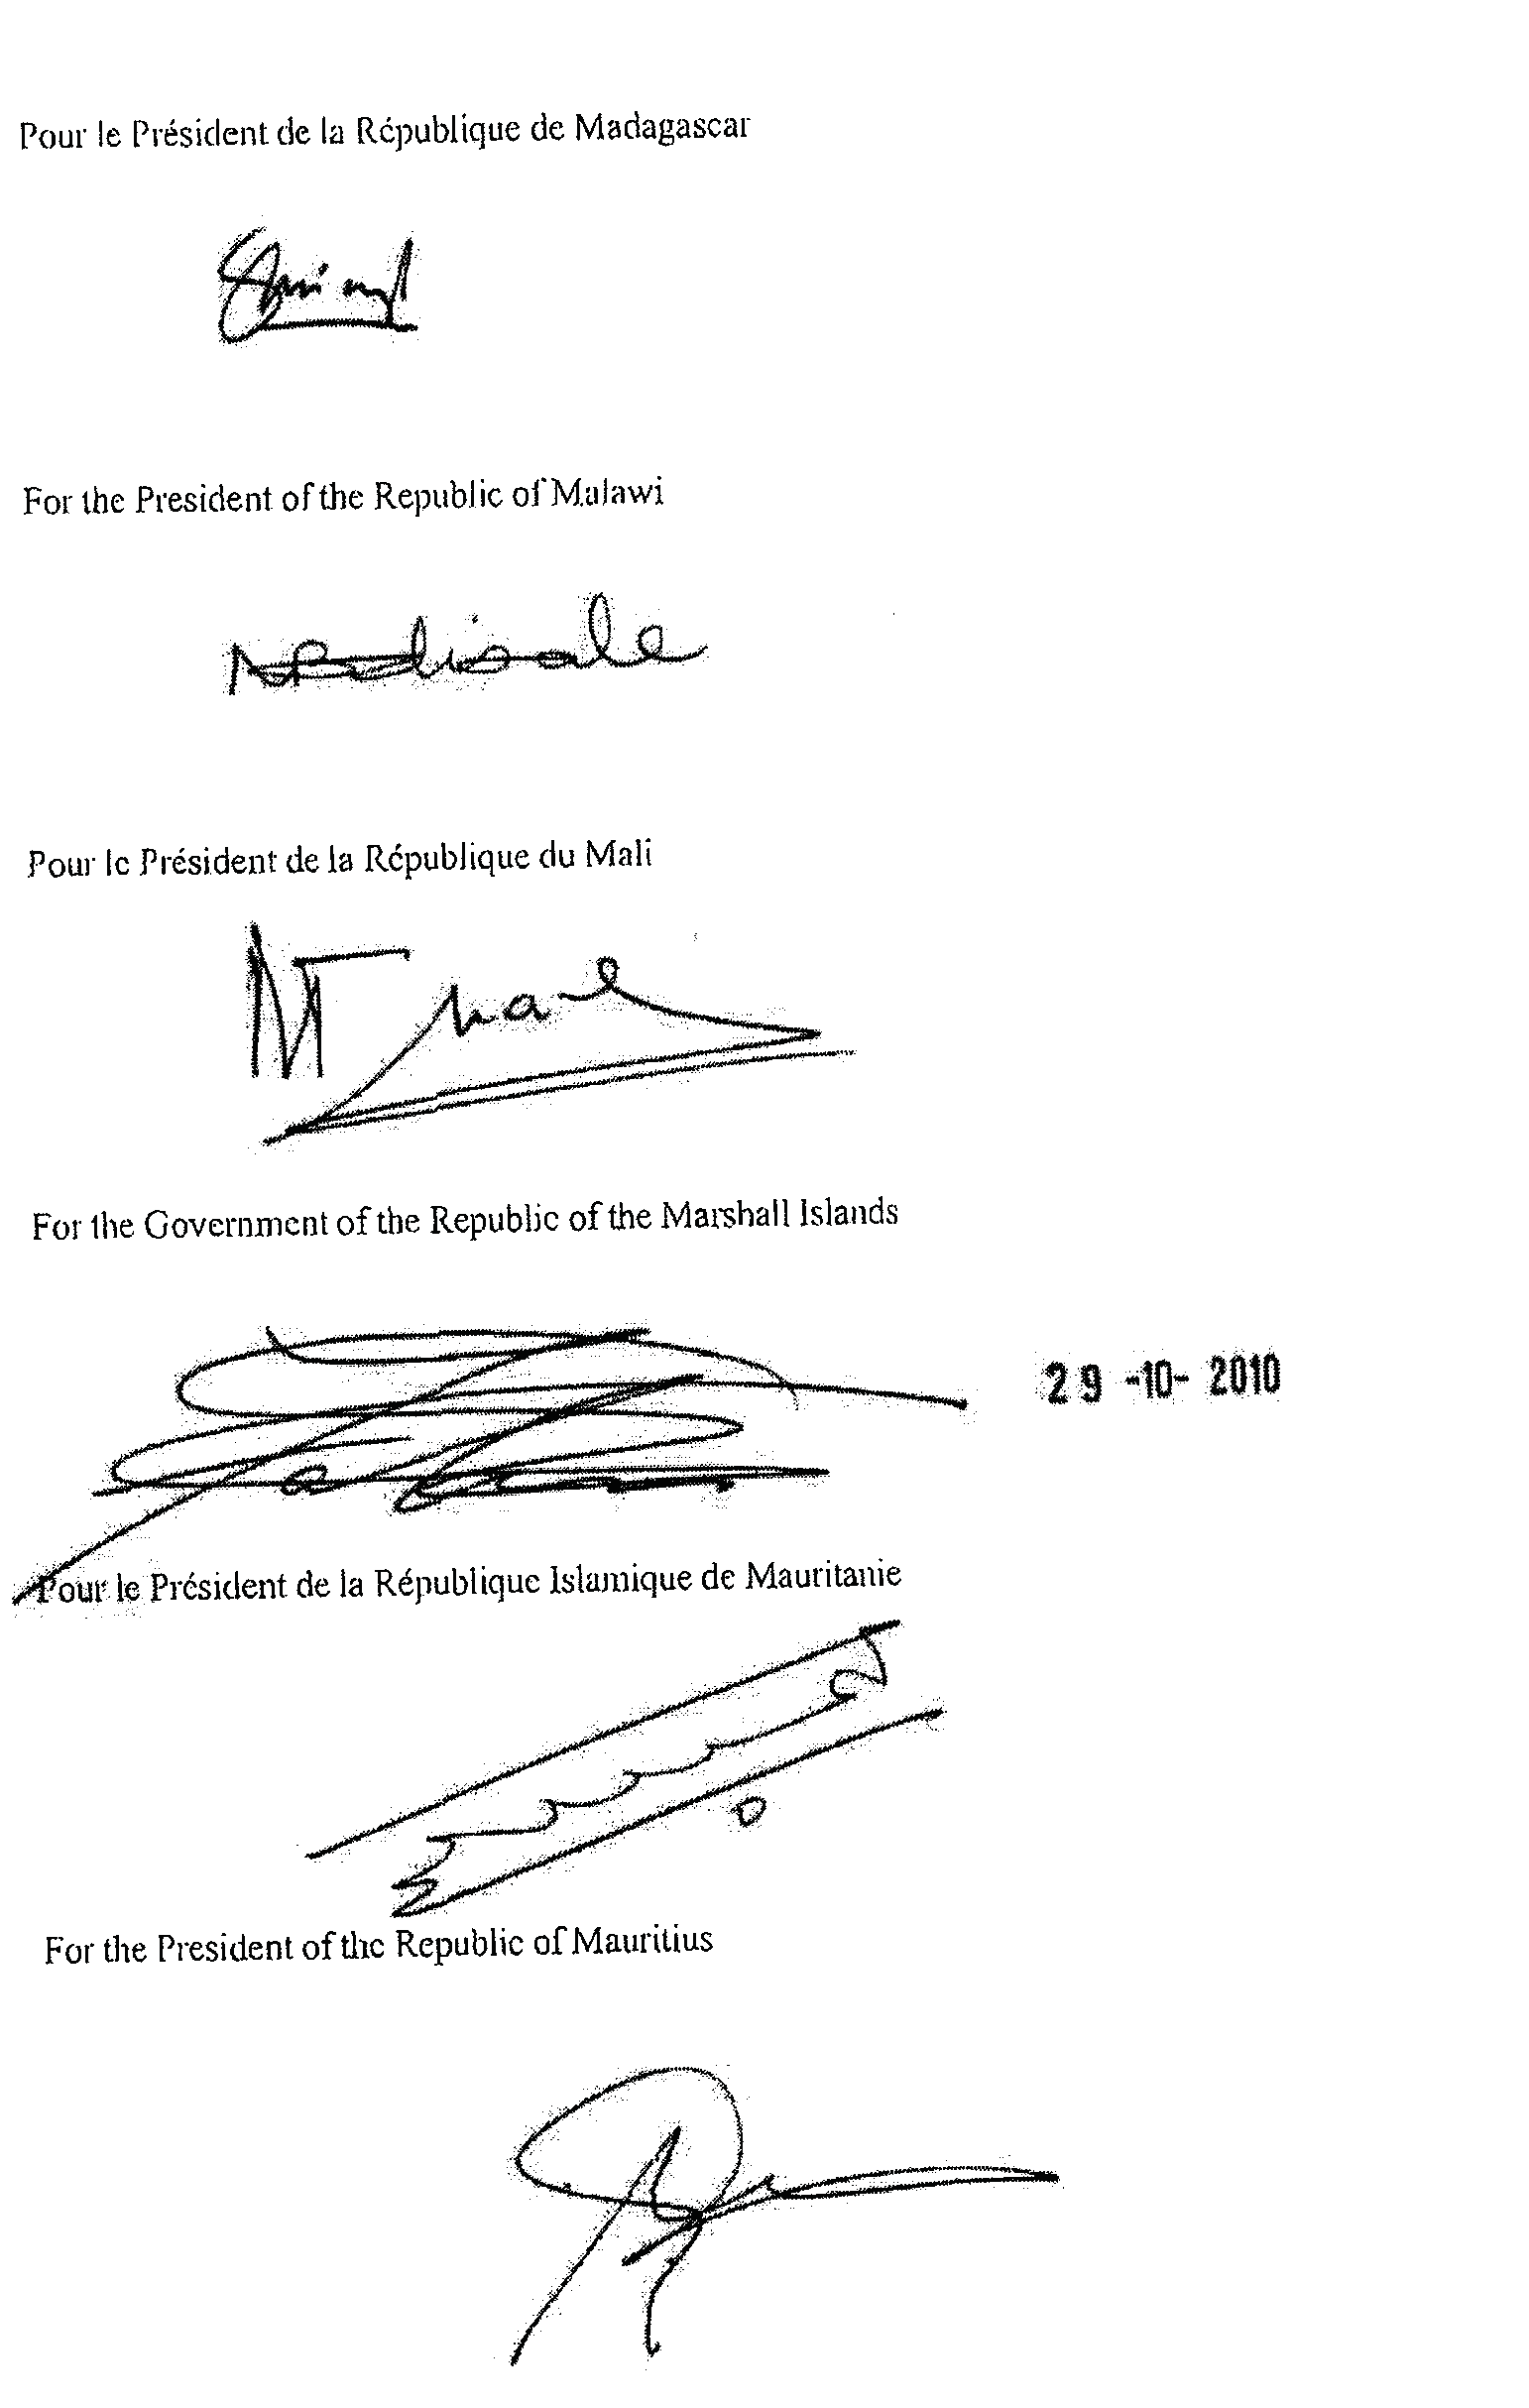 Pour le Président de la République de Madagascar
For the President of the Republic of Malawi
Pour le Président de la République du Mali
For the Government of the Republic of the Marshall Islands
29 -10- 2010
Pour le Président de la République Islamique de Mauritanie
For the President of the Republic of Mauritius